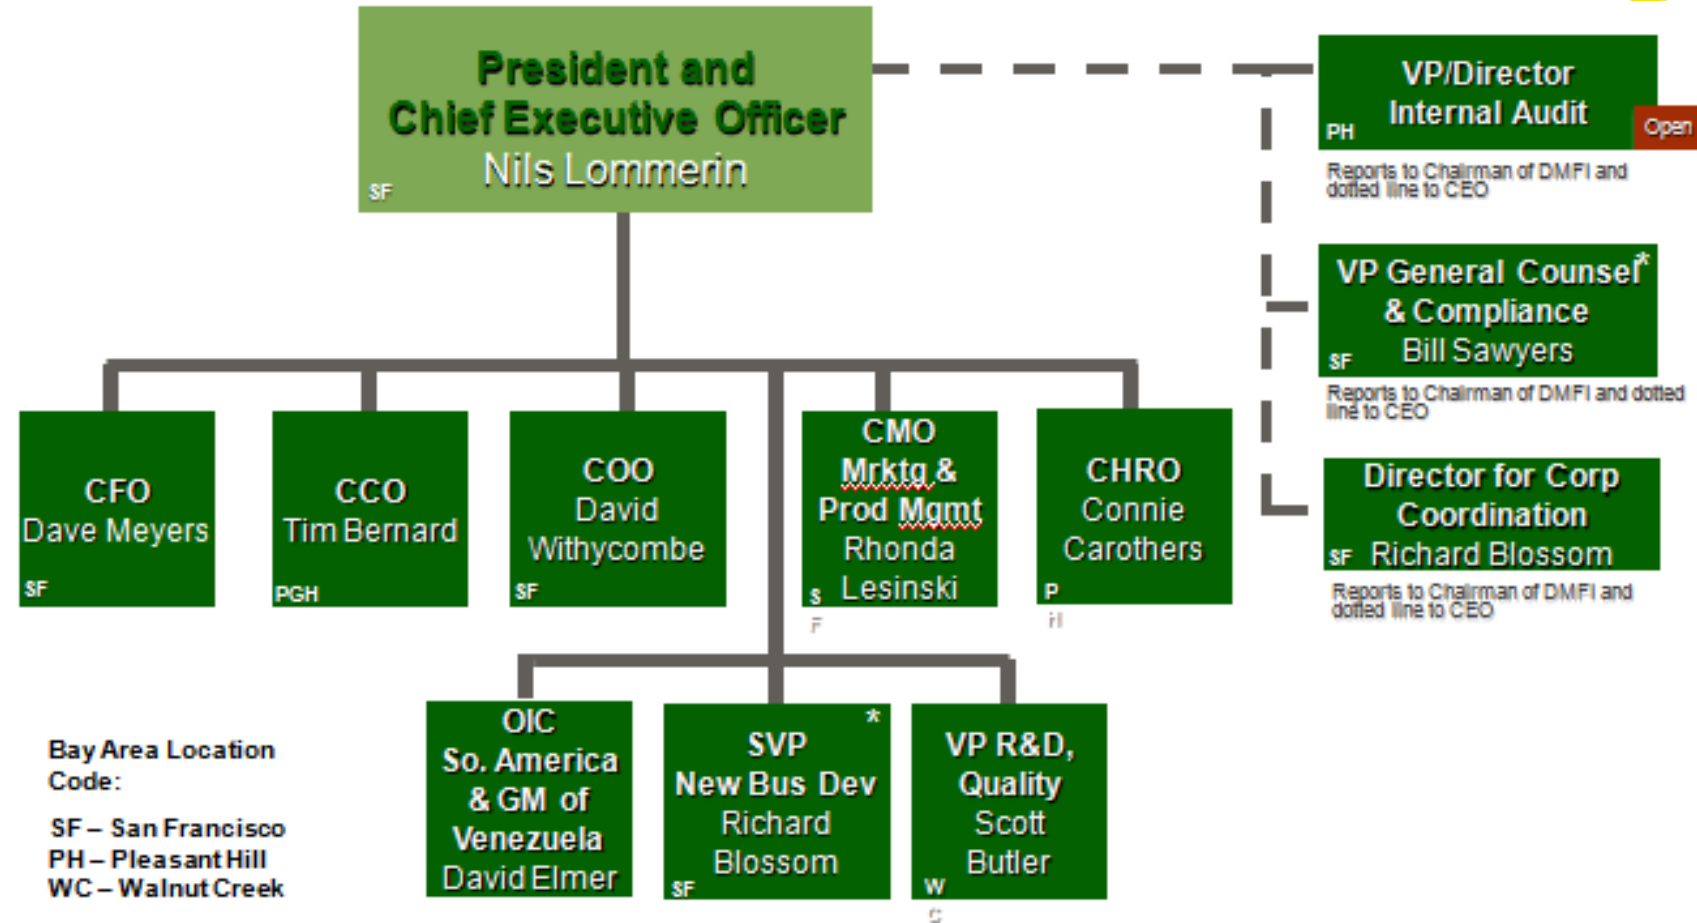 President and
Chief Executive Officer
Nils Lommerin
SF
VP/Director
Internal Audit
PH
Open
Reports to Chairman of DMFI and
dotted line to CEO
VP General Counsel*
& Compliance
Bill Sawyers
SF
Reports to Chairman of DMFI and dotted
line to CEO
Director for Corp
Coordination
Richard Blossom
SF
Reports to Chairman of DMFI and
dotted line to CEO
CFO
Dave Meyers
SF
CCO
Tim Bernard
PGH
COO
David
Withycombe
SF
CMO
Mrktg &
Prod Mgmt
Rhonda
Lesinski
S
F
CHRO
Connie
Carothers
P
H
OIC
So. America
& GM of
Venezuela
David Elmer
*
SVP
New Bus Dev
Richard
Blossom
SF
VP R&D,
Quality
Scott
Butler
W
C
Bay Area Location
Code:
SF – San Francisco
PH – Pleasant Hill
WC – Walnut Creek